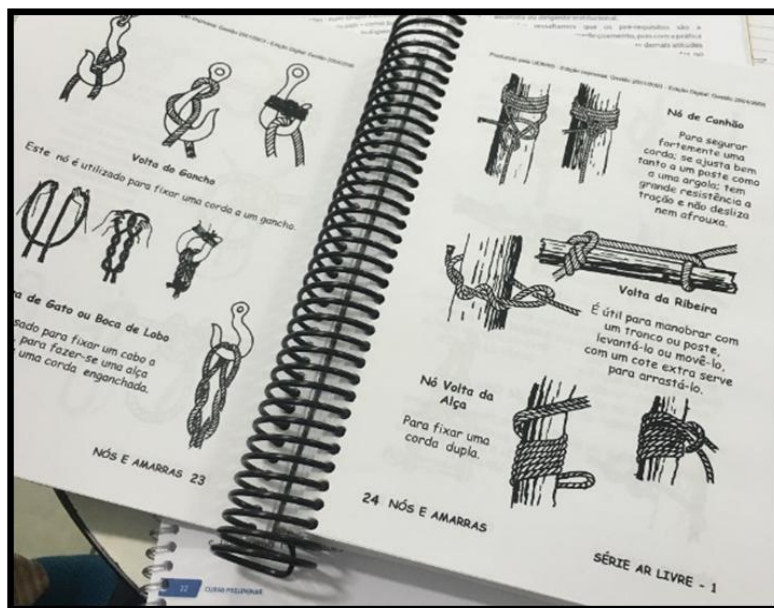 Volta do Gancho
Este nó é utilizado para fixar uma corda a um gancho.
de Gato ou Boca de Lobo
para fixar um cabo a
para fazer-se uma alça
uma corda enganchada.
NÓS E AMARRAS 23
Nó de Canhão
Para segurar
fortemente uma
corda; se ajusta bem
tanto a um poste como
a uma argola; tem
grande resistência a
tração e não desliza
nem afrouxa.
Volta da Ribeira
É útil para manobrar com
um tronco ou poste,
levantá-lo ou movê-lo,
com um cote extra serve
para arrastá-lo.
Nó Volta da
Alça
Para fixar uma
corda dupla.
24 NÓS E AMARRAS
SÉRIE AR LIVRE - 1
22 CURSO PRELIMINAR